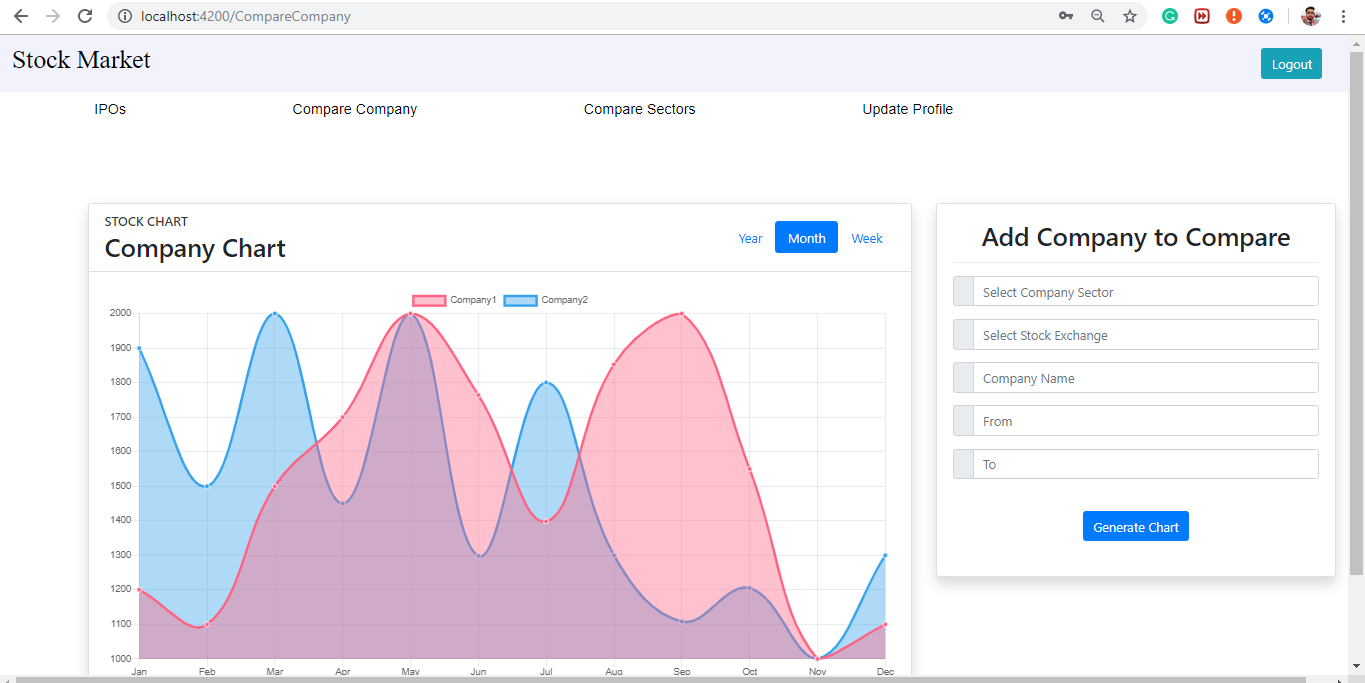 localhost:4200/CompareCompany
Stock Market
Logout
IPOs Compare Company Compare Sectors Update Profile
STOCK CHART
Company Chart
Year Month Week
Company1 Company2
2000
1900
1800
1700
1600
1500
1400
1300
1200
1100
1000
Jan Feb Mar Apr May Jun Jul Aug Sep Oct Nov Dec
Add Company to Compare
Select Company Sector
Select Stock Exchange
Company Name
From
To
Generate Chart